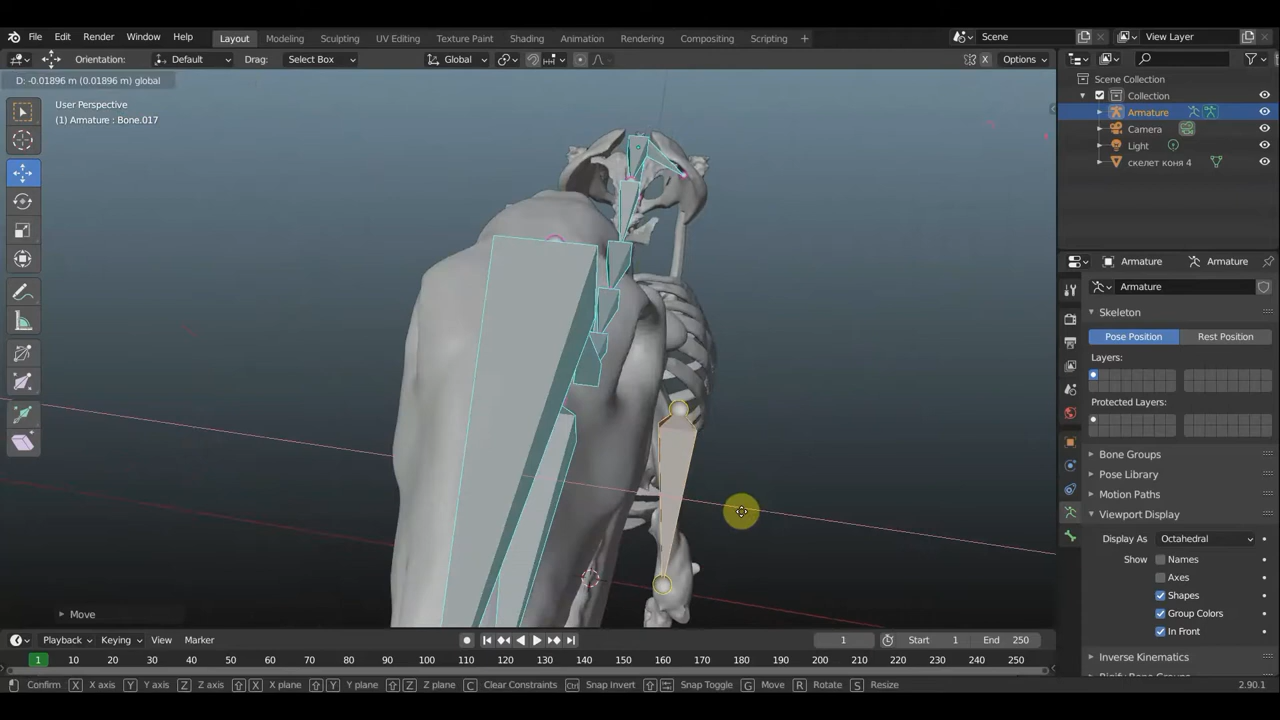 File Edit Render Window Help Layout Modeling Sculpting UV Editing Texture Paint Shading Animation Rendering Compositing Scripting + Scene View Layer
Orientation: Default Drag: Select Box Global X Options
D: -0.01896 m (0.01896 m) global
User Perspective
(1) Armature : Bone.017
Scene Collection
Collection
Armature
Camera
Light
скелет коня 4
Armature Armature
Armature
Skeleton
Pose Position Rest Position
Layers:
Protected Layers:
Bone Groups
Pose Library
Motion Paths
Viewport Display
Display As Octahedral
Show Names
Axes
Shapes
Group Colors
In Front
Inverse Kinematics
Move
Playback Keying View Marker 1 Start 1 End 250
1 10 20 30 40 50 60 70 80 90 100 110 120 130 140 150 160 170 180 190 200 210 220 230 240 250
Confirm X X axis Y Y axis Z Z axis X X plane Y Y plane Z Z plane C Clear Constraints Ctrl Snap Invert Snap Toggle G Move R Rotate S Resize 2.90.1